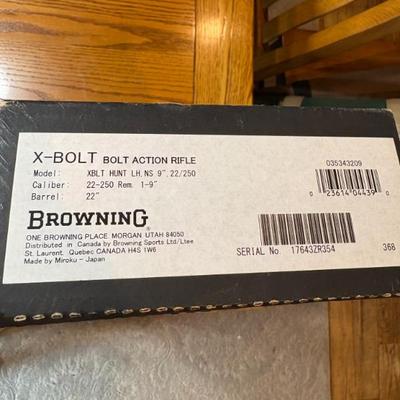 X-BOLT BOLT ACTION RIFLE
Model: XBLT HUNT LH, NS 9", 22/250
Caliber: 22-250 Rem. 1-9"
Barrel: 22"
035343209
0 23614 04439 0
BROWNING
ONE BROWNING PLACE, MORGAN, UTAH 84050
Distributed in Canada by Browning Sports Ltd/Ltee
St. Laurent, Quebec CANADA H4S 1W6
Made by Miroku - Japan
SERIAL No. 17643ZR354
368